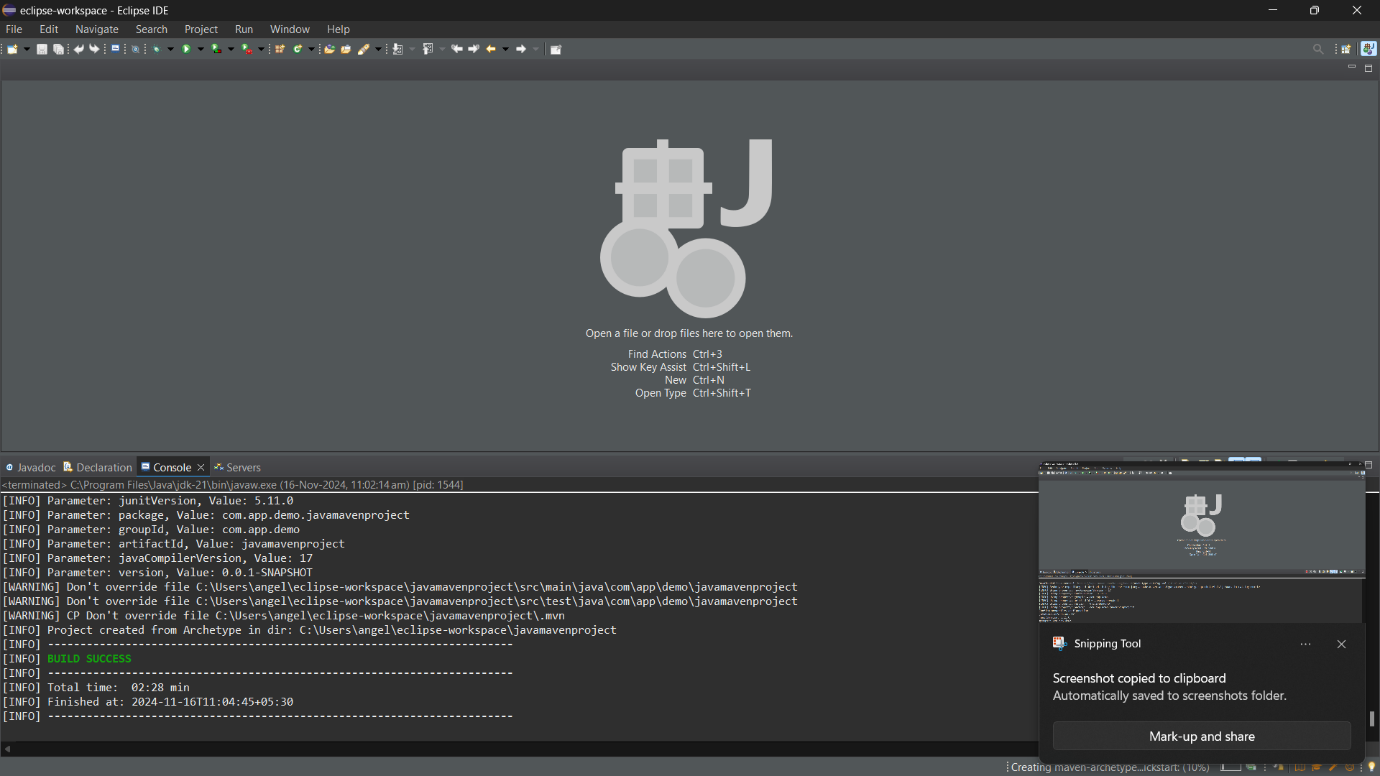 eclipse-workspace - Eclipse IDE
File Edit Navigate Search Project Run Window Help
Open a file or drop files here to open them.
Find Actions Ctrl+3
Show Key Assist Ctrl+Shift+L
New Ctrl+N
Open Type Ctrl+Shift+T
Javadoc Declaration Console Servers
<terminated> C:\Program Files\Java\jdk-21\bin\javaw.exe (16-Nov-2024, 11:02:14 am) [pid: 1544]
[INFO] Parameter: junitVersion, Value: 5.11.0
[INFO] Parameter: package, Value: com.app.demo.javamavenproject
[INFO] Parameter: groupId, Value: com.app.demo
[INFO] Parameter: artifactId, Value: javamavenproject
[INFO] Parameter: javaCompilerVersion, Value: 17
[INFO] Parameter: version, Value: 0.0.1-SNAPSHOT
[WARNING] Don't override file C:\Users\angel\eclipse-workspace\javamavenproject\src\main\java\com\app\demo\javamavenproject
[WARNING] Don't override file C:\Users\angel\eclipse-workspace\javamavenproject\src\test\java\com\app\demo\javamavenproject
[WARNING] CP Don't override file C:\Users\angel\eclipse-workspace\javamavenproject\.mvn
[INFO] Project created from Archetype in dir: C:\Users\angel\eclipse-workspace\javamavenproject
[INFO] ------------------------------------------------------------------------
[INFO] BUILD SUCCESS
[INFO] ------------------------------------------------------------------------
[INFO] Total time:  02:28 min
[INFO] Finished at: 2024-11-16T11:04:45+05:30
[INFO] ------------------------------------------------------------------------
Snipping Tool
Screenshot copied to clipboard
Automatically saved to screenshots folder.
Mark-up and share
Creating maven-archetype...ickstart: (10%)